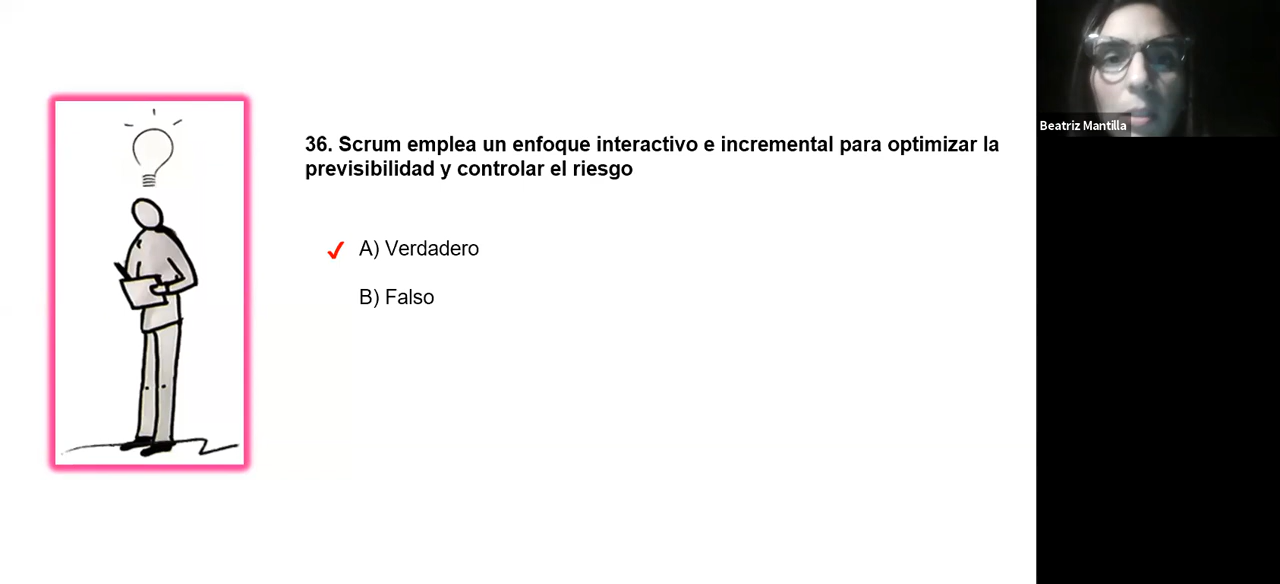 36. Scrum emplea un enfoque interactivo e incremental para optimizar la
previsibilidad y controlar el riesgo
A) Verdadero
B) Falso
Beatriz Mantilla